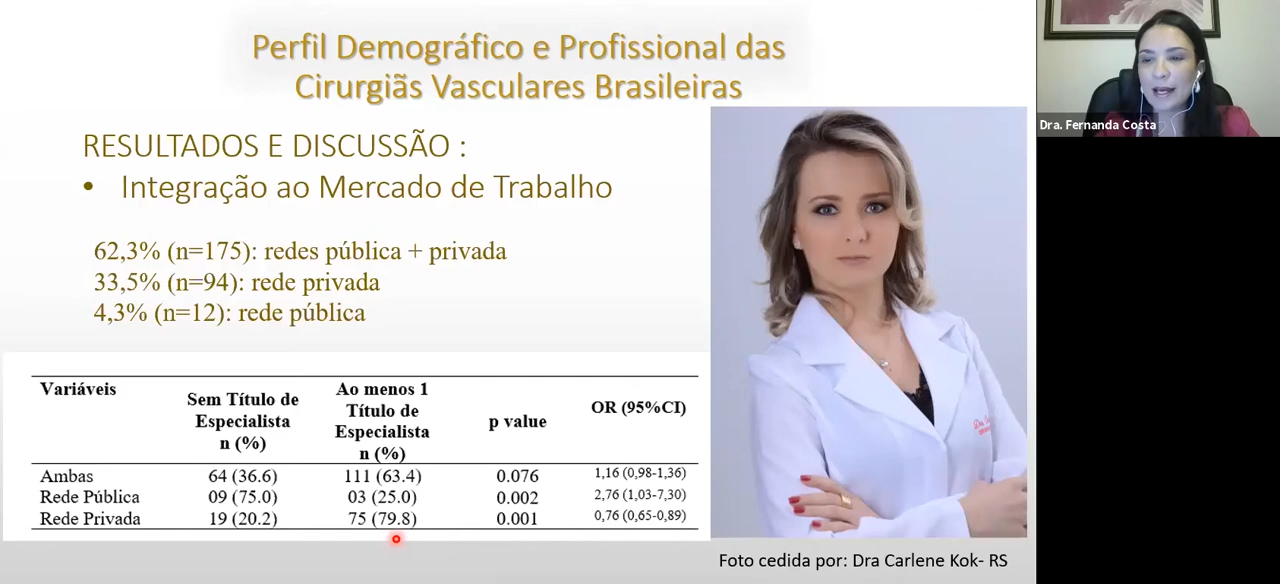 Perfil Demográfico e Profissional das
Cirurgiãs Vasculares Brasileiras
RESULTADOS E DISCUSSÃO :
• Integração ao Mercado de Trabalho
62,3% (n=175): redes pública + privada
33,5% (n=94): rede privada
4,3% (n=12): rede pública
Variáveis
Sem Título de
Especialista
n (%)
Ao menos 1
Título de
Especialista
n (%)
p value
OR (95%CI)
Ambas 64 (36.6) 111 (63.4) 0.076 1,16 (0,98-1,36)
Rede Pública 09 (75.0) 03 (25.0) 0.002 2,76 (1,03-7,30)
Rede Privada 19 (20.2) 75 (79.8) 0.001 0,76 (0,65-0,89)
Foto cedida por: Dra Carlene Kok- RS
Dra. Fernanda Costa